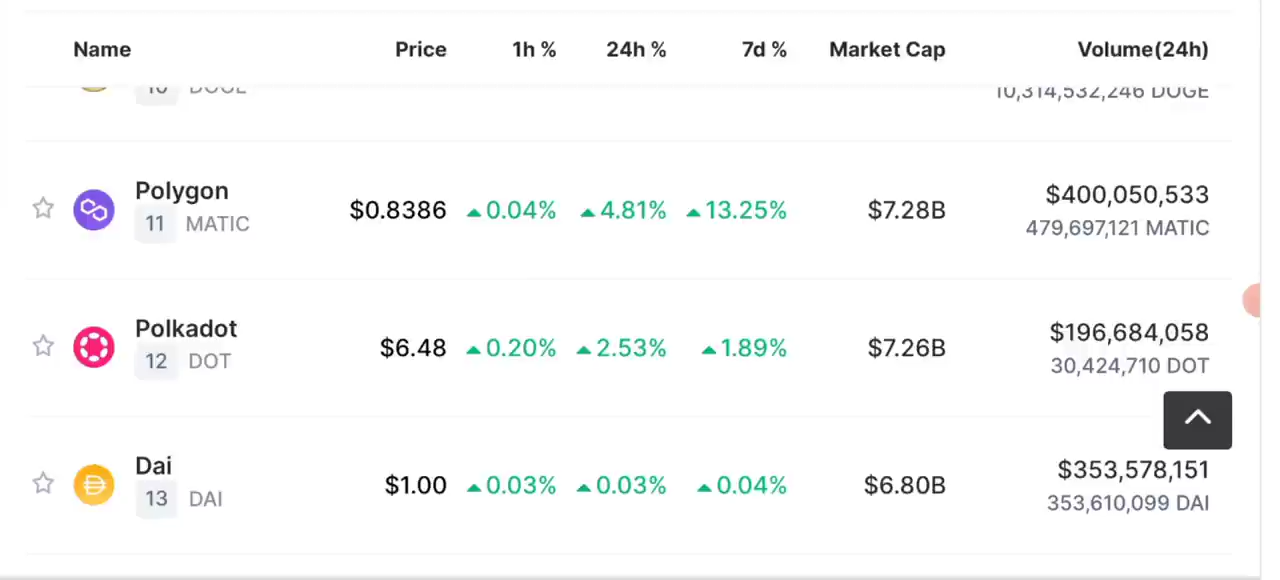 Name Price 1h % 24h % 7d % Market Cap Volume(24h)
10 DOGE 10,314,532,246 DOGE
Polygon
11 MATIC $0.8386 0.04% 4.81% 13.25% $7.28B $400,050,533
479,697,121 MATIC
Polkadot
12 DOT $6.48 0.20% 2.53% 1.89% $7.26B $196,684,058
30,424,710 DOT
Dai
13 DAI $1.00 0.03% 0.03% 0.04% $6.80B $353,578,151
353,610,099 DAI